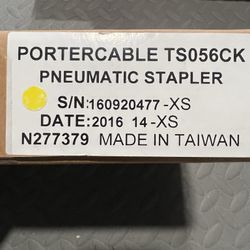 PORTERCABLE TS056CK
PNEUMATIC STAPLER
S/N:160920477-XS
DATE:2016 14-XS
N277379 MADE IN TAIWAN